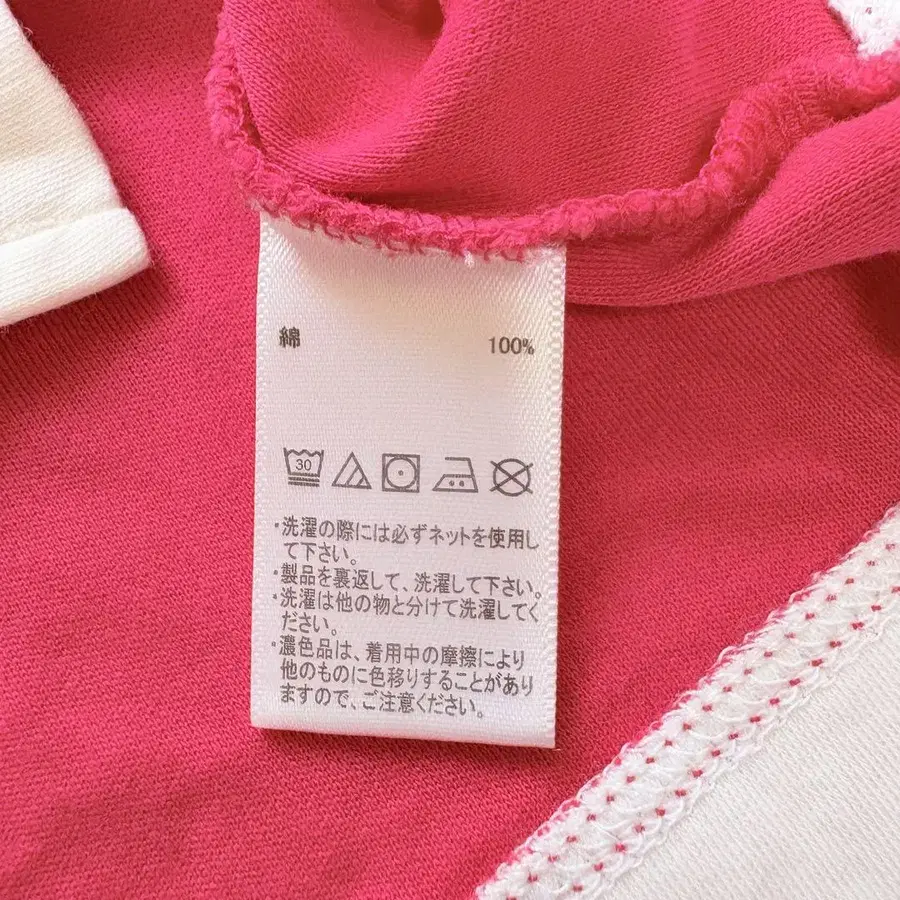 綿 100%
30
・洗濯の際には必ずネットを使用し
て下さい。
・製品を裏返して、洗濯して下さい。
・洗濯は他の物と分けて洗濯してく
ださい。
・濃色品は、着用中の摩擦により
他のものに色移りすることがあり
ますので、ご注意ください。